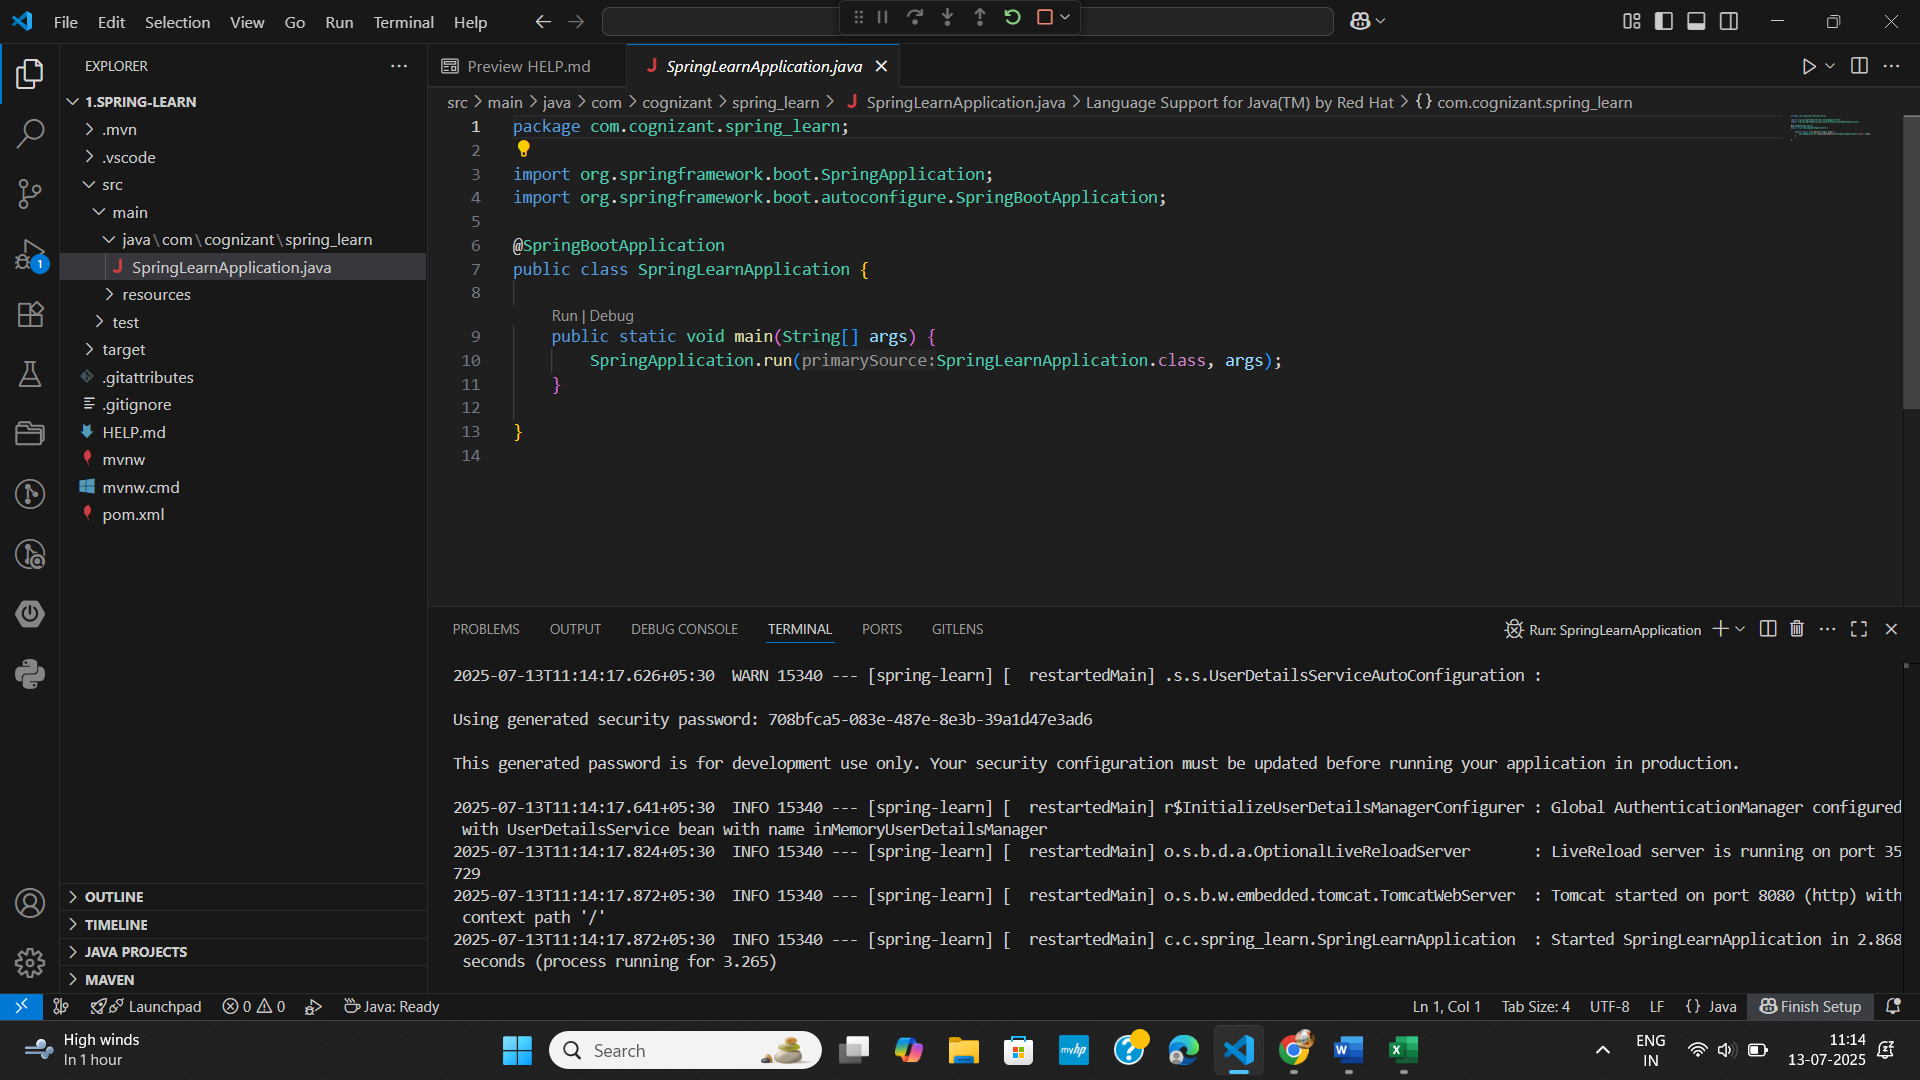 File Edit Selection View Go Run Terminal Help
EXPLORER
1.SPRING-LEARN
.mvn
.vscode
src
main
java\com\cognizant\spring_learn
SpringLearnApplication.java
resources
test
target
.gitattributes
.gitignore
HELP.md
mvnw
mvnw.cmd
pom.xml
OUTLINE
TIMELINE
JAVA PROJECTS
MAVEN
1
Preview HELP.md
SpringLearnApplication.java
src > main > java > com > cognizant > spring_learn > SpringLearnApplication.java > Language Support for Java(TM) by Red Hat > {} com.cognizant.spring_learn
1 package com.cognizant.spring_learn;
2
3 import org.springframework.boot.SpringApplication;
4 import org.springframework.boot.autoconfigure.SpringBootApplication;
5
6 @SpringBootApplication
7 public class SpringLearnApplication {
8
Run | Debug
9 public static void main(String[] args) {
10 SpringApplication.run(primarySource:SpringLearnApplication.class, args);
11 }
12
13 }
14
PROBLEMS OUTPUT DEBUG CONSOLE TERMINAL PORTS GITLENS
Run: SpringLearnApplication
2025-07-13T11:14:17.626+05:30  WARN 15340 --- [spring-learn] [  restartedMain] .s.s.UserDetailsServiceAutoConfiguration :
Using generated security password: 708bfca5-083e-487e-8e3b-39a1d47e3ad6
This generated password is for development use only. Your security configuration must be updated before running your application in production.
2025-07-13T11:14:17.641+05:30  INFO 15340 --- [spring-learn] [  restartedMain] r$InitializeUserDetailsManagerConfigurer : Global AuthenticationManager configured
with UserDetailsService bean with name inMemoryUserDetailsManager
2025-07-13T11:14:17.824+05:30  INFO 15340 --- [spring-learn] [  restartedMain] o.s.b.d.a.OptionalLiveReloadServer       : LiveReload server is running on port 35
729
2025-07-13T11:14:17.872+05:30  INFO 15340 --- [spring-learn] [  restartedMain] o.s.b.w.embedded.tomcat.TomcatWebServer  : Tomcat started on port 8080 (http) with
context path '/'
2025-07-13T11:14:17.872+05:30  INFO 15340 --- [spring-learn] [  restartedMain] c.c.spring_learn.SpringLearnApplication  : Started SpringLearnApplication in 2.868
seconds (process running for 3.265)
Launchpad 0 0 Java: Ready
Ln 1, Col 1 Tab Size: 4 UTF-8 LF {} Java Finish Setup
High winds
In 1 hour
Search
myhp
ENG
IN
11:14
13-07-2025